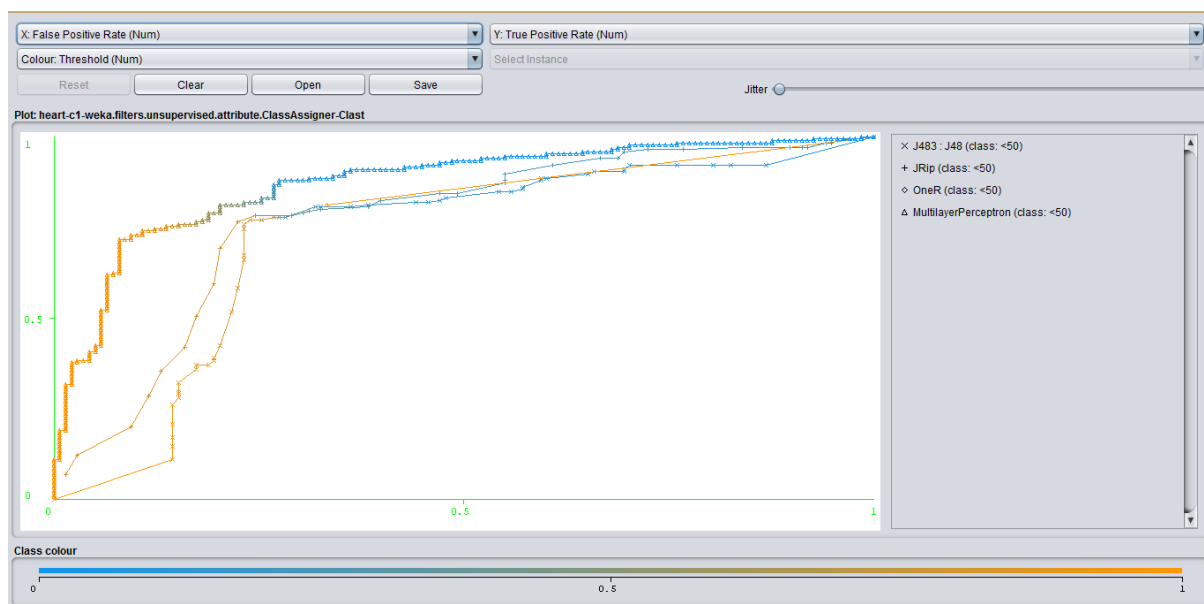 X: False Positive Rate (Num)
Y: True Positive Rate (Num)
Colour: Threshold (Num)
Select Instance
Reset
Clear
Open
Save
Jitter
Plot: heart-c1-weka.filters.unsupervised.attribute.ClassAssigner-Clast
1
0.5
0
0
0.5
1
J483 : J48 (class: <50)
JRip (class: <50)
OneR (class: <50)
MultilayerPerceptron (class: <50)
Class colour
0
0.5
1